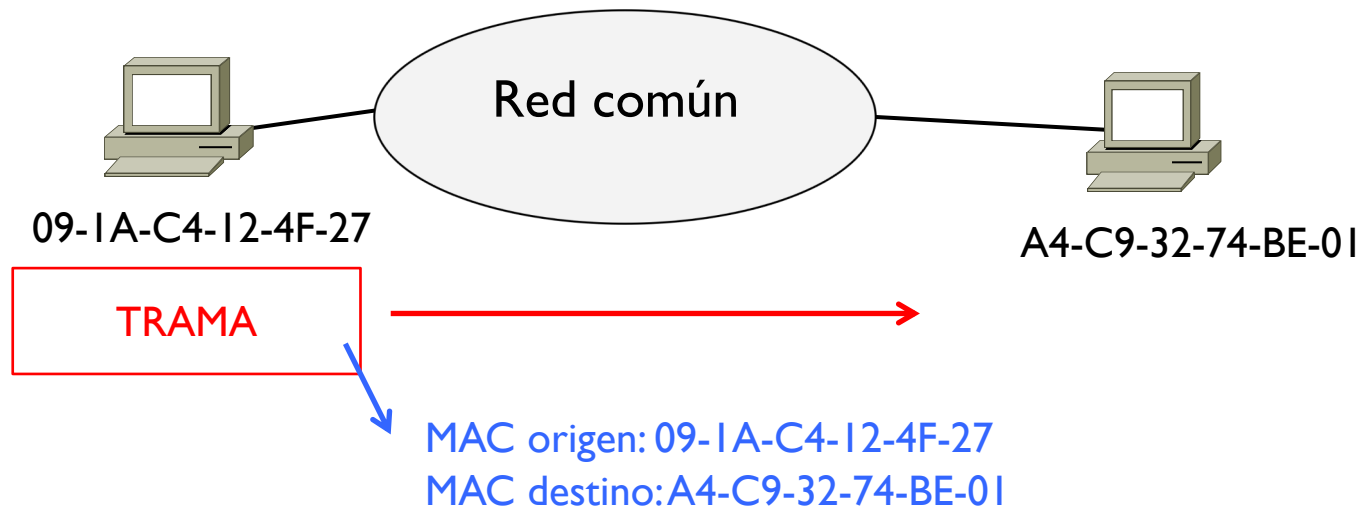 Red común
09-1A-C4-12-4F-27
A4-C9-32-74-BE-01
TRAMA
MAC origen: 09-1A-C4-12-4F-27
MAC destino: A4-C9-32-74-BE-01